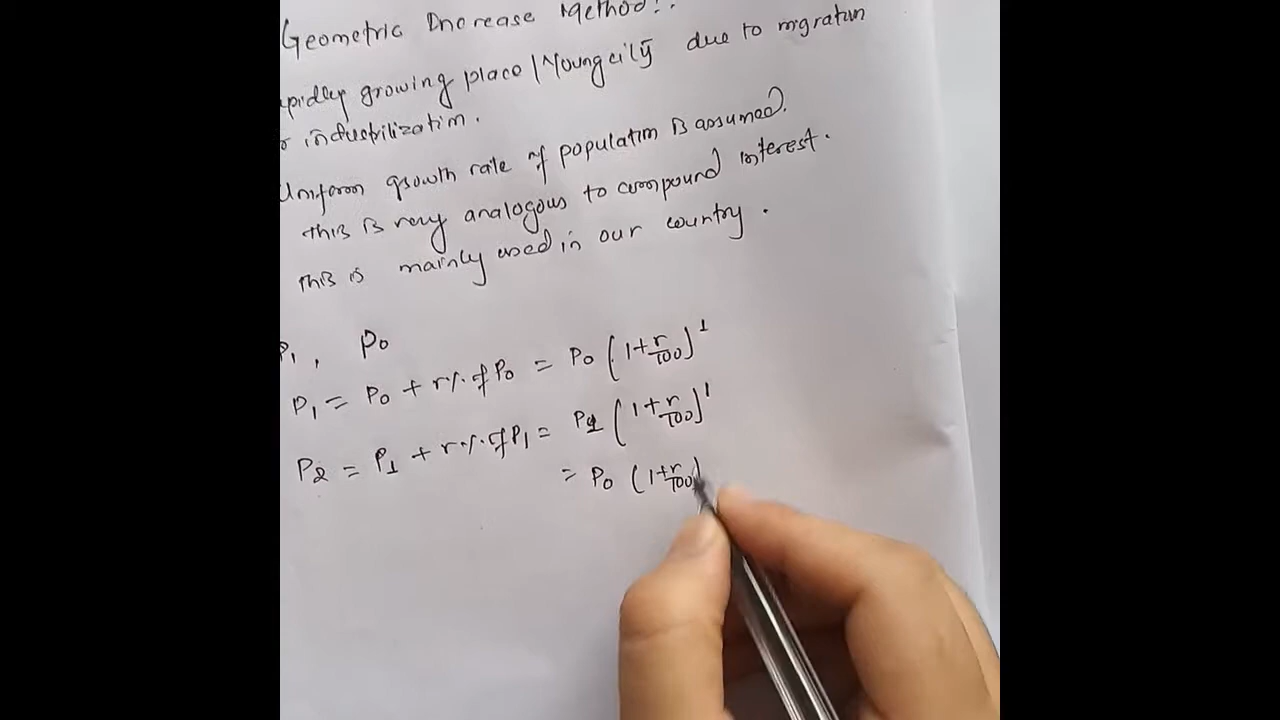 Geometric Increase Method:.
apidly growing place / Young city due to migration
r industrilization.
Uniform growth rate of population is assumed.
this is very analogous to compound interest.
this is mainly used in our country.
P₁, P₀
P₁ = P₀ + r% of P₀ = P₀ (1+r/100)¹
P₂ = P₁ + r% of P₁ = P₁ (1+r/100)¹
= P₀ (1+r/100)